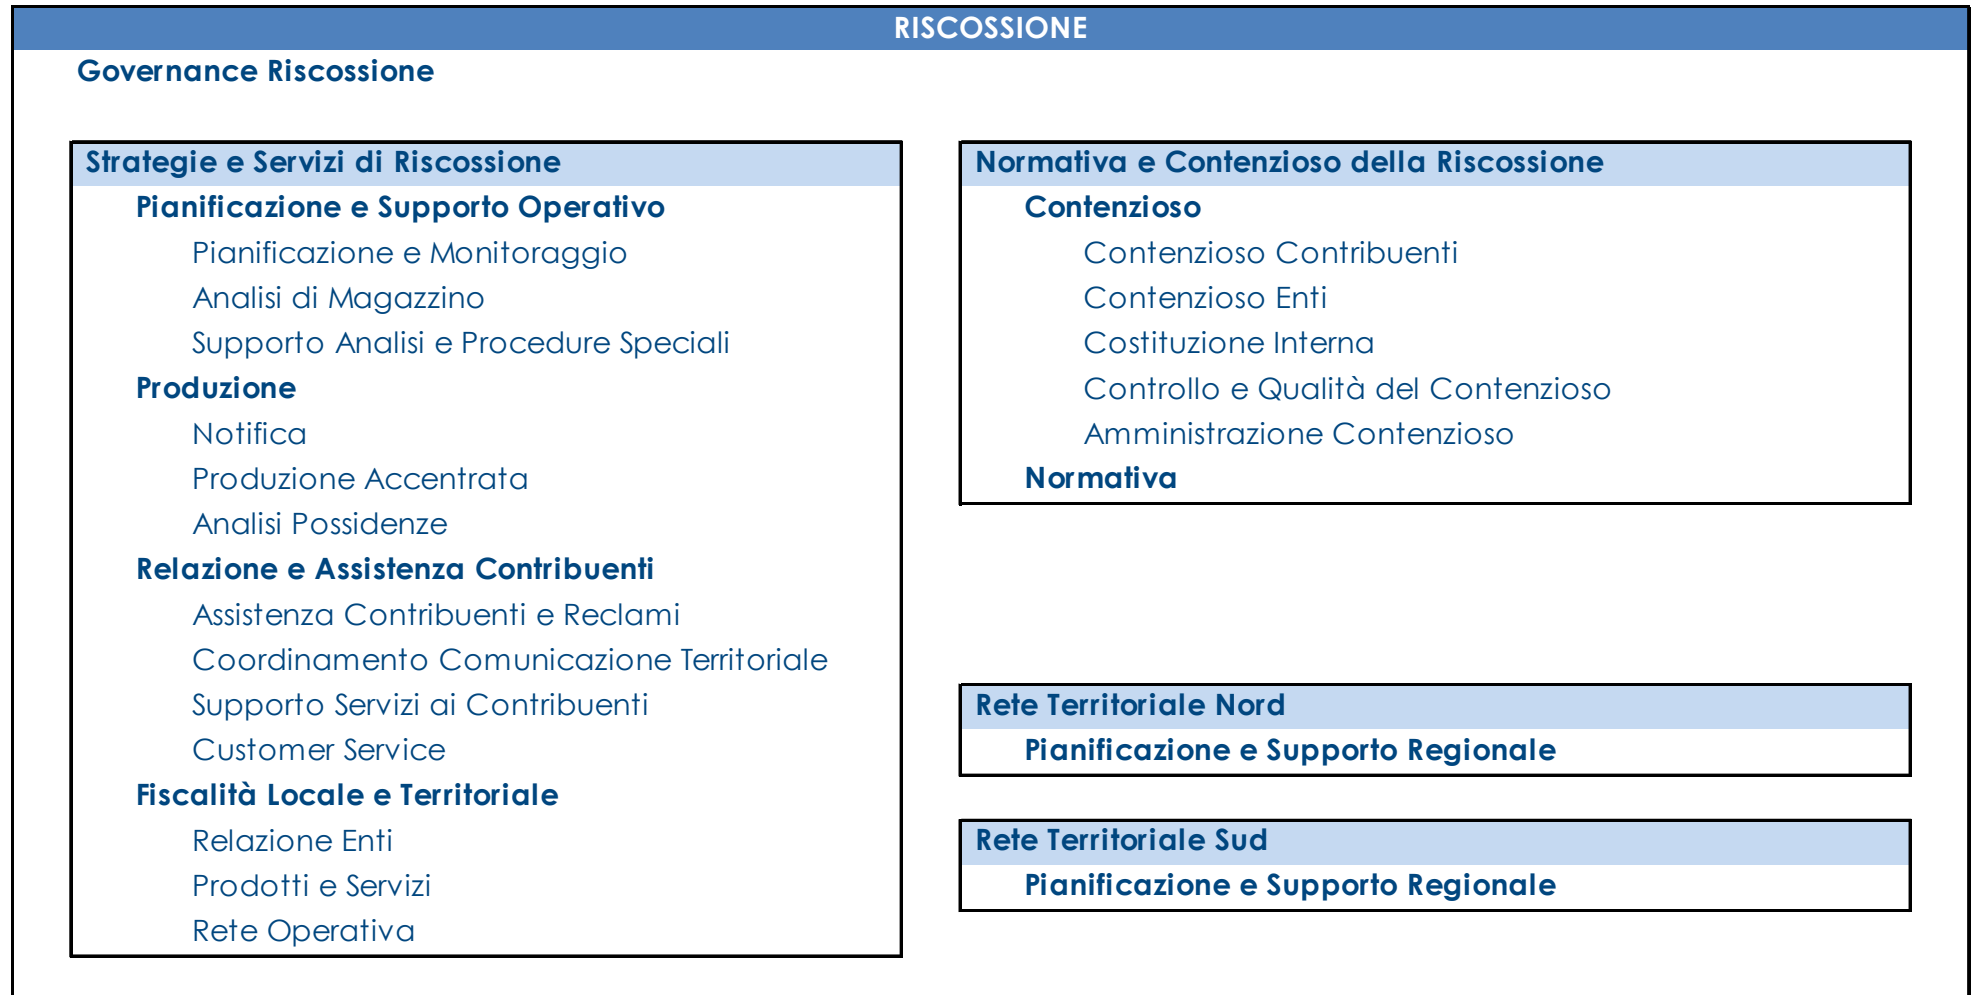 RISCOSSIONE
Governance Riscossione
Strategie e Servizi di Riscossione
Pianificazione e Supporto Operativo
Pianificazione e Monitoraggio
Analisi di Magazzino
Supporto Analisi e Procedure Speciali
Produzione
Notifica
Produzione Accentrata
Analisi Possidenze
Relazione e Assistenza Contribuenti
Assistenza Contribuenti e Reclami
Coordinamento Comunicazione Territoriale
Supporto Servizi ai Contribuenti
Customer Service
Fiscalità Locale e Territoriale
Relazione Enti
Prodotti e Servizi
Rete Operativa
Normativa e Contenzioso della Riscossione
Contenzioso
Contenzioso Contribuenti
Contenzioso Enti
Costituzione Interna
Controllo e Qualità del Contenzioso
Amministrazione Contenzioso
Normativa
Rete Territoriale Nord
Pianificazione e Supporto Regionale
Rete Territoriale Sud
Pianificazione e Supporto Regionale